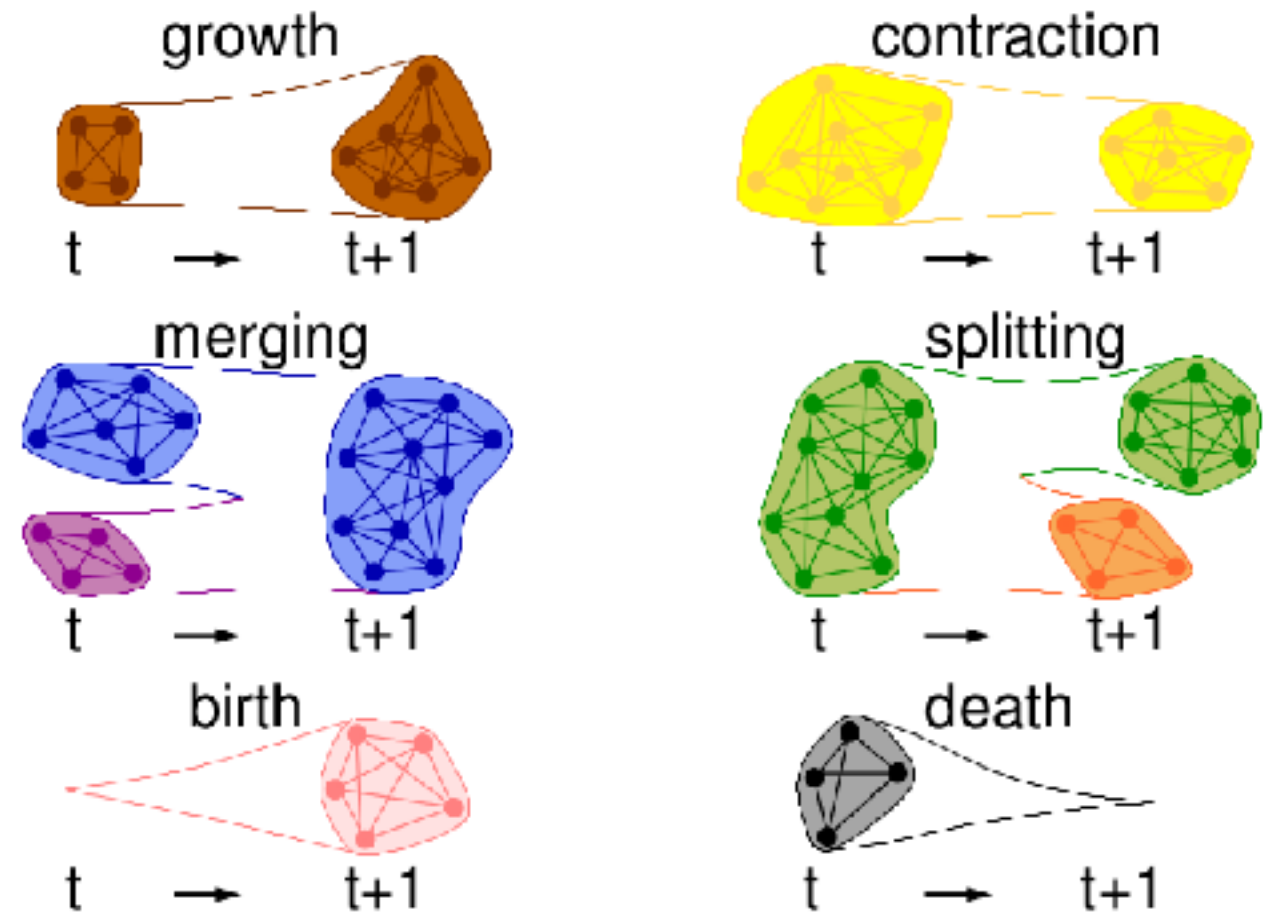 growth
contraction
t
t+1
t
t+1
merging
splitting
t
t+1
t
t+1
birth
death
t
t+1
t
t+1